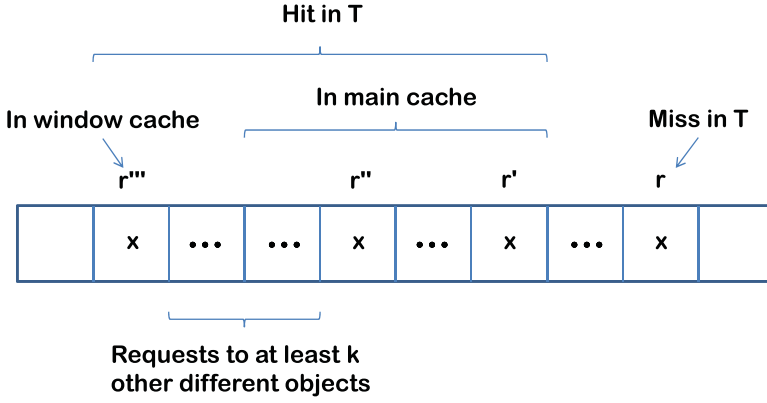 Hit in T
In main cache
In window cache
Miss in T
r''' r'' r' r
x ... ... x ... x ... x
Requests to at least k
other different objects